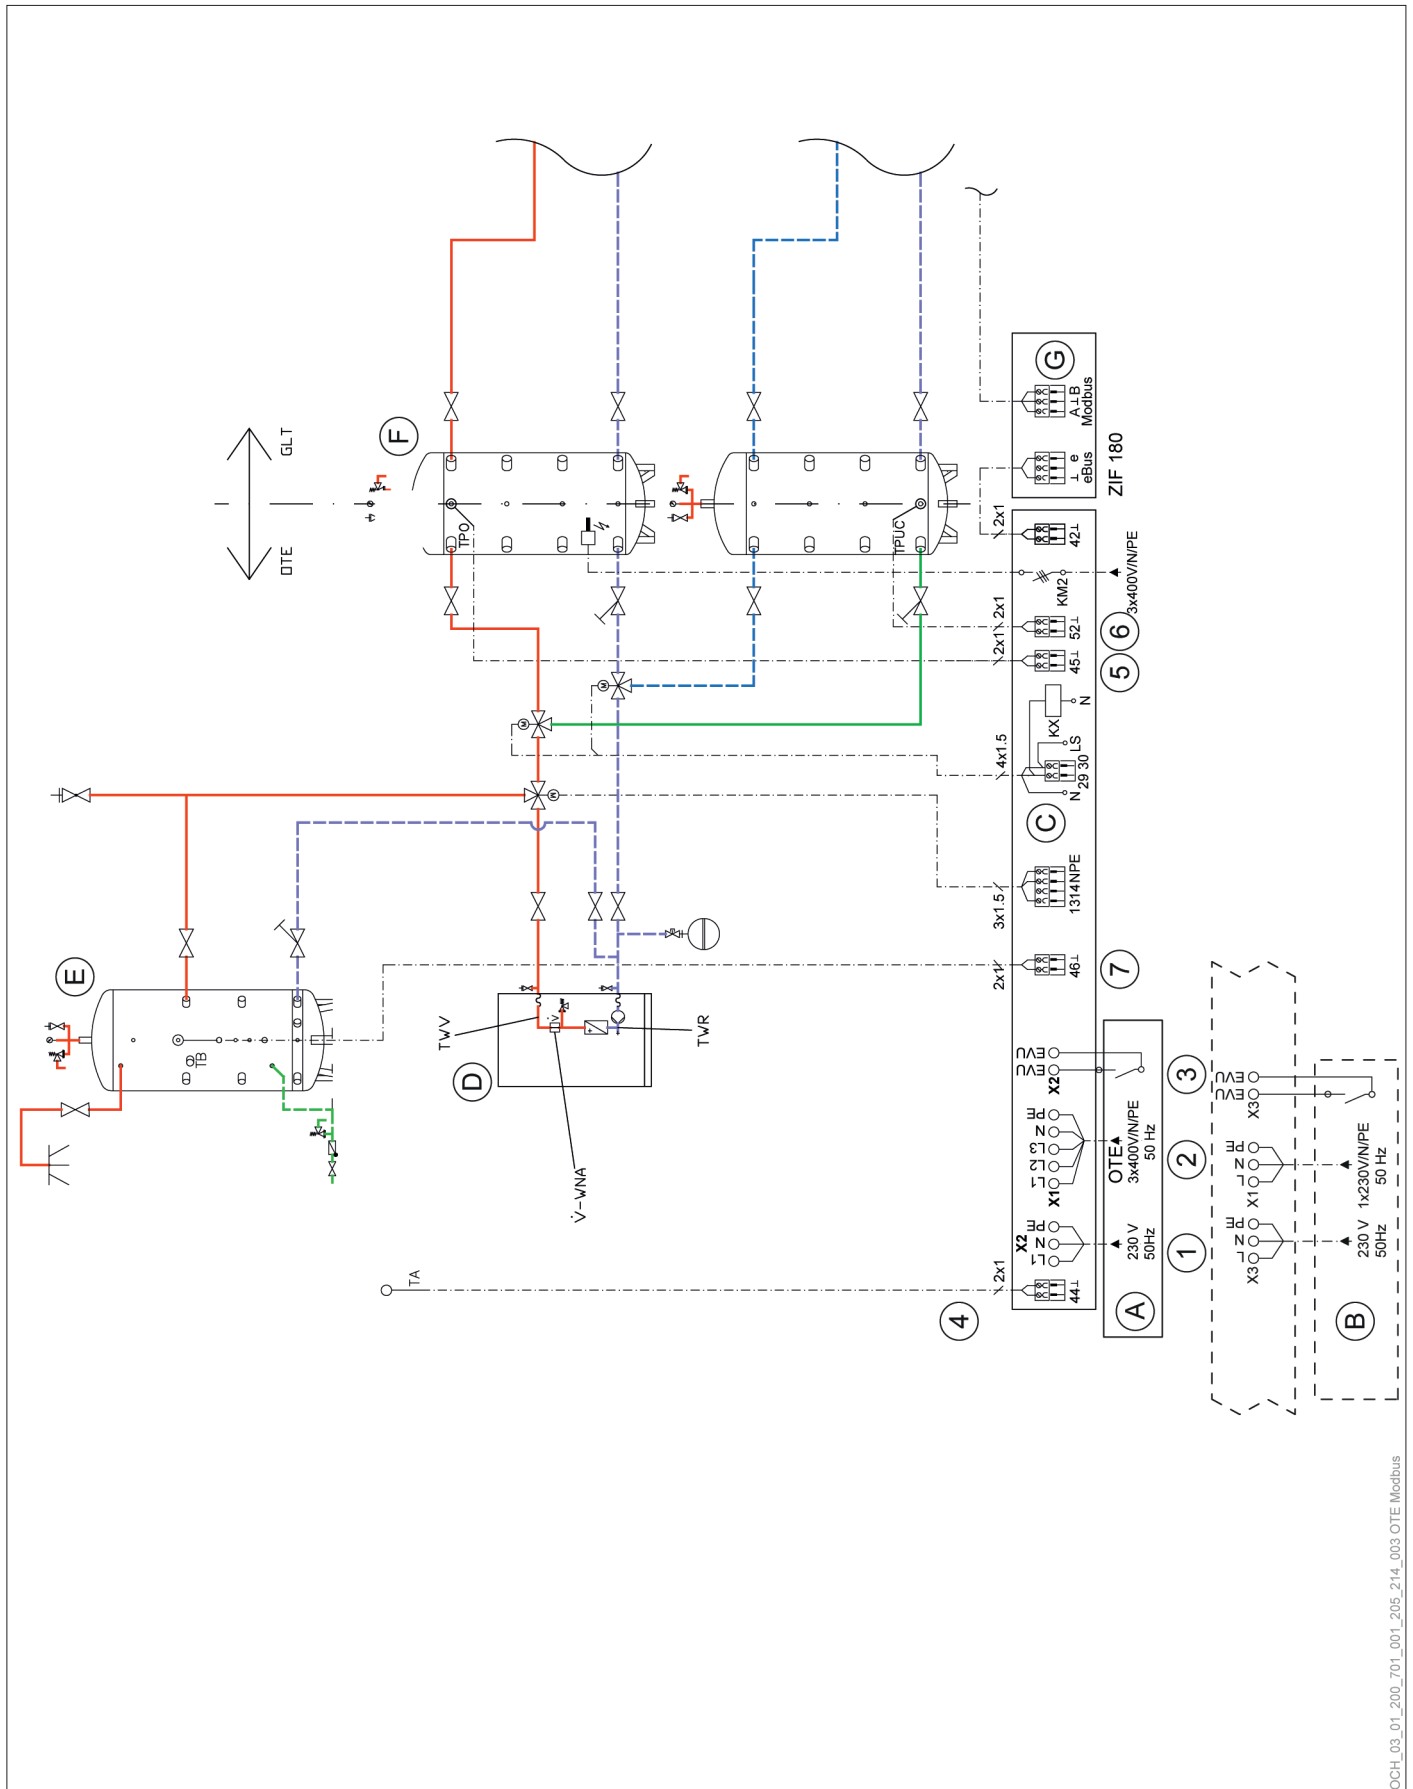 GLT
OTE
F
TPO
TPUC
E
TB
TWV
TWR
D
V̇
V̇-WNA
TA
M
M
M
G
A⊥B
Modbus
⊥ e
eBus
ZIF 180
2x1
42⊥
KM2
3x400V/N/PE
2x1
52⊥
6
2x1
45⊥
5
KX
N
LS
4x1.5
29 30
N
C
3x1.5
1314NPE
2x1
46⊥
7
EVU
EVU
X2
PE
N
L3
L2
L1
X1
OTE
3x400V/N/PE
50 Hz
X2
PE
N
L1
230 V
50Hz
2x1
44⊥
4
A
3
2
1
EVU
EVU
X3
PE
N
L
X1
1x230V/N/PE
50 Hz
PE
N
L
X3
230 V
50Hz
B
OCH_03_01_200_701_001_205_214_003 OTE Modbus